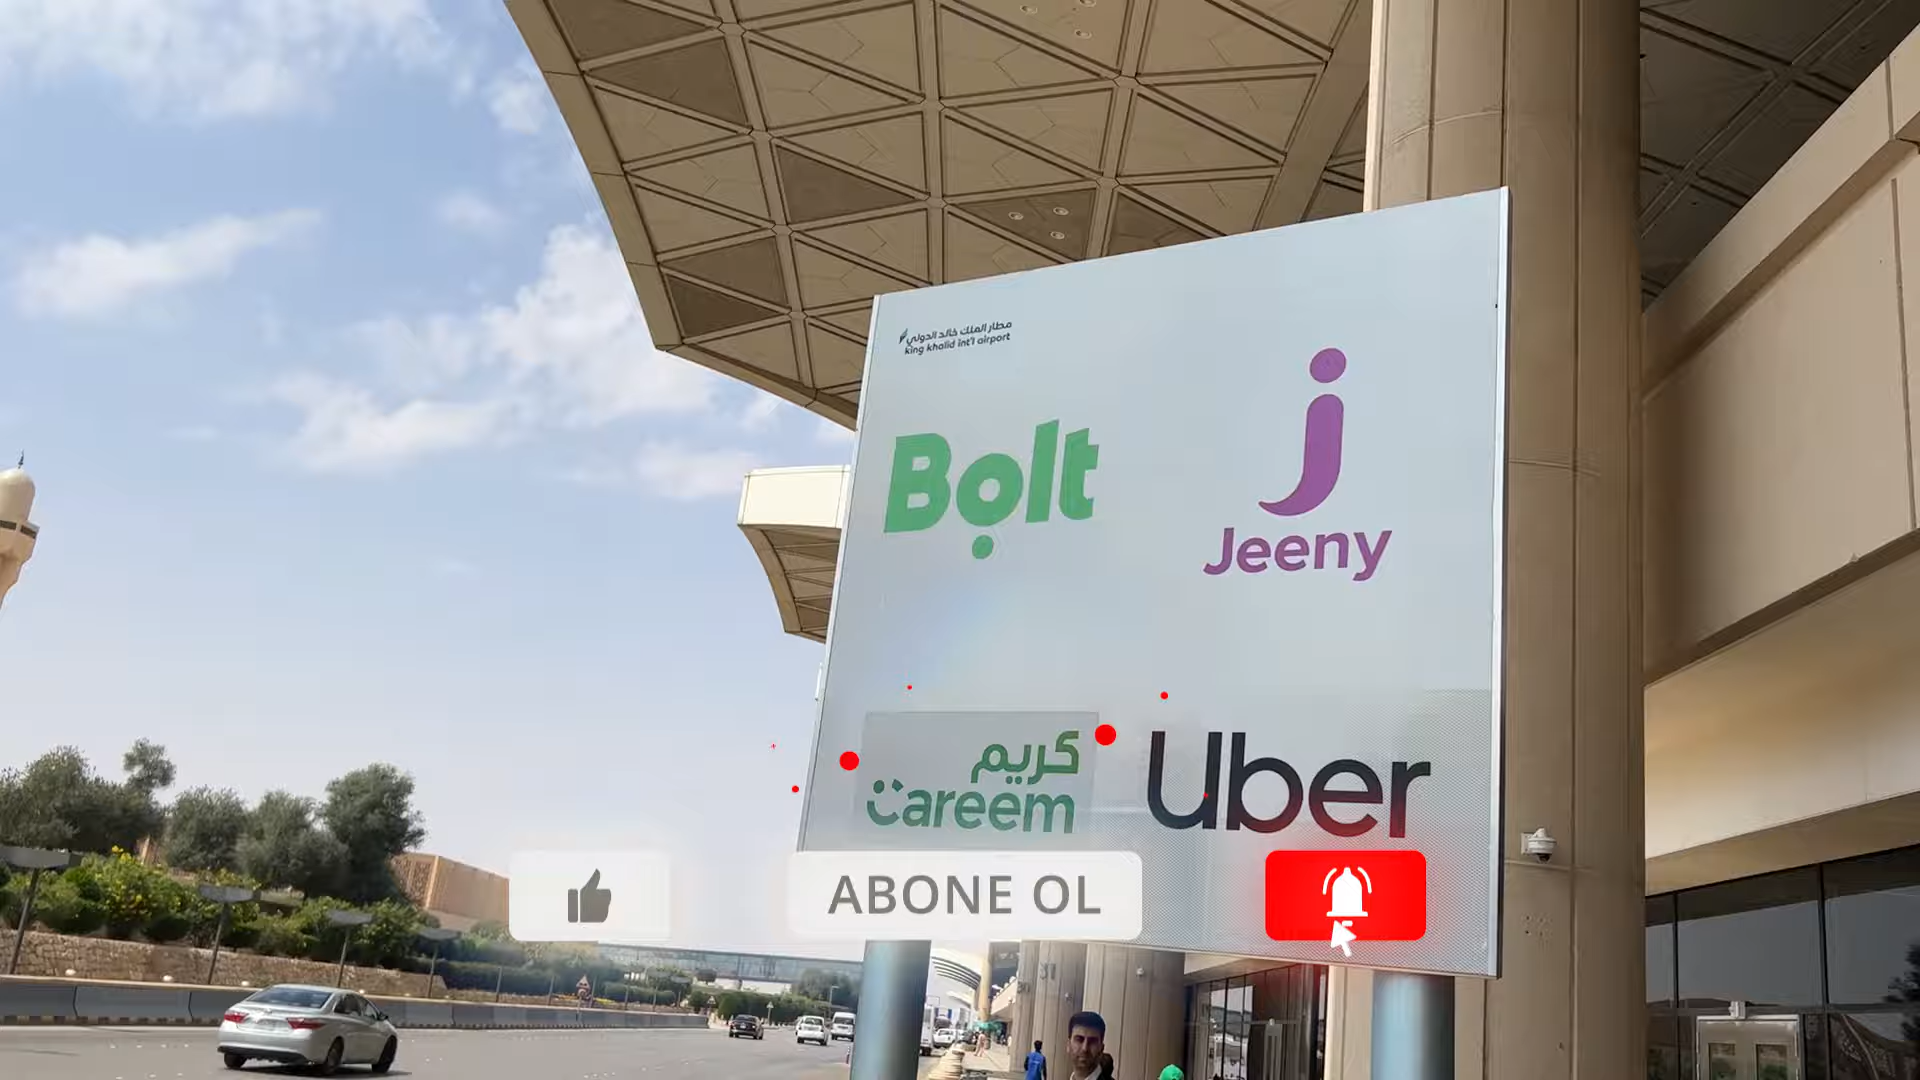 مطار الملك خالد الدولي
king khalid int'l airport
Bolt
Jeeny
كريم
Careem
Uber
ABONE OL